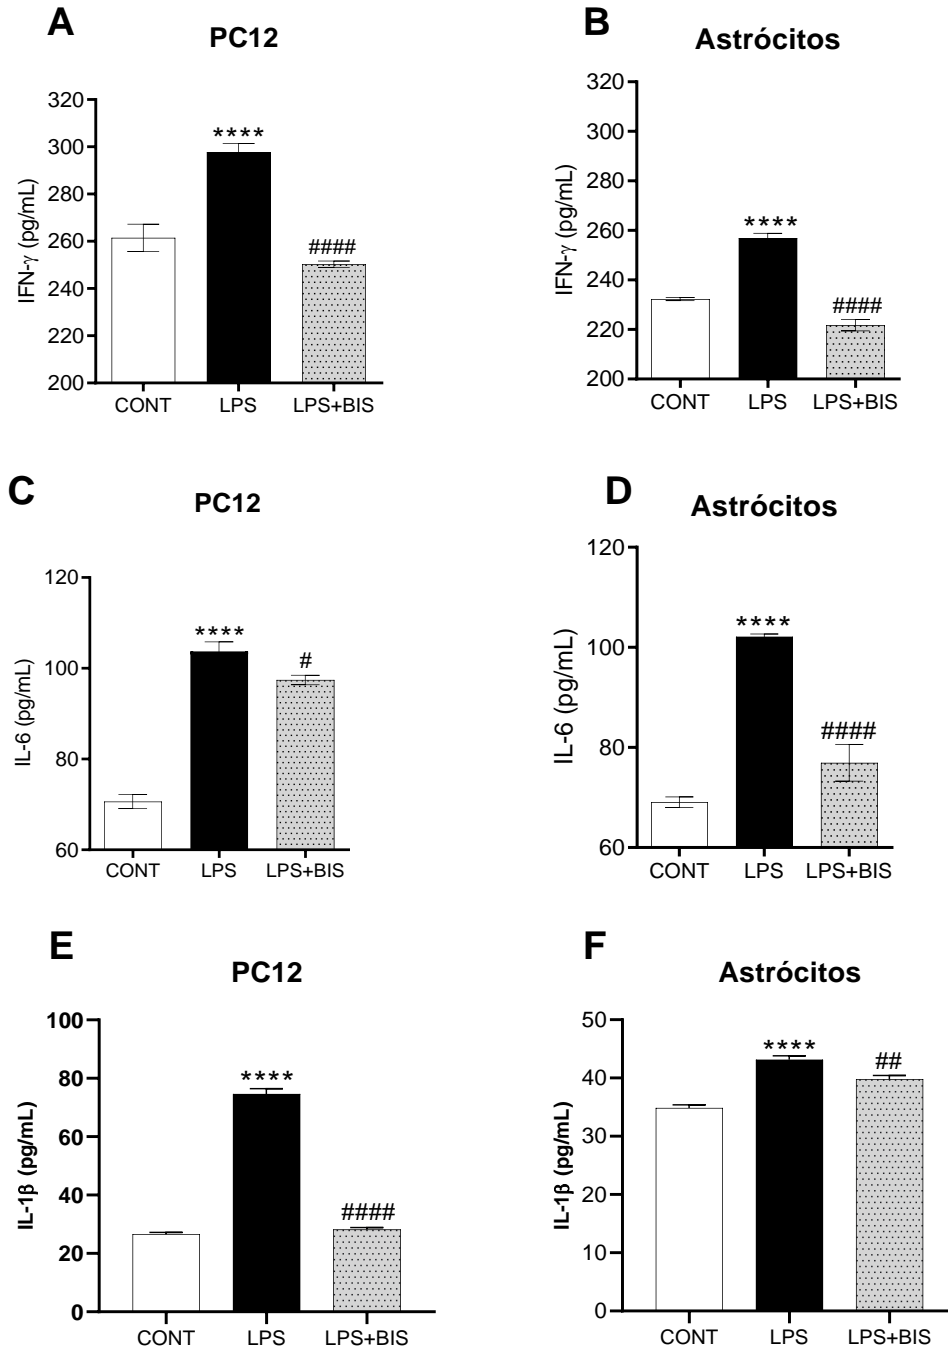 A
PC12
IFN-γ (pg/mL)
320
300
280
260
240
220
200
****
####
CONT
LPS
LPS+BIS
B
Astrócitos
IFN-γ (pg/mL)
320
300
280
260
240
220
200
****
####
CONT
LPS
LPS+BIS
C
PC12
IL-6 (pg/mL)
120
100
80
60
****
#
CONT
LPS
LPS+BIS
D
Astrócitos
IL-6 (pg/mL)
120
100
80
60
****
####
CONT
LPS
LPS+BIS
E
PC12
IL-1β (pg/mL)
100
80
60
40
20
0
****
####
CONT
LPS
LPS+BIS
F
Astrócitos
IL-1β (pg/mL)
50
40
30
20
10
0
****
##
CONT
LPS
LPS+BIS